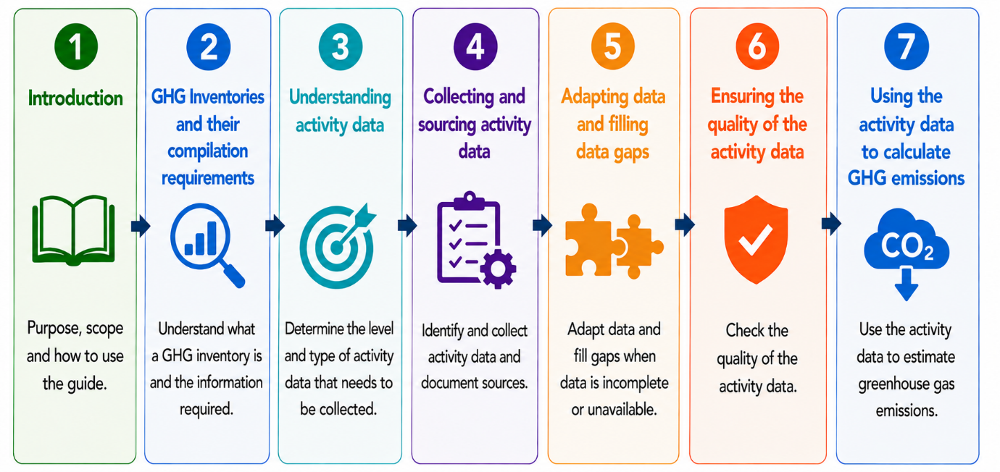 1
Introduction
Purpose, scope
and how to use
the guide.
2
GHG Inventories
and their
compilation
requirements
Understand what
a GHG inventory is
and the information
required.
3
Understanding
activity data
Determine the level
and type of activity
data that needs to
be collected.
4
Collecting and
sourcing activity
data
Identify and collect
activity data and
document sources.
5
Adapting data
and filling
data gaps
Adapt data and
fill gaps when
data is incomplete
or unavailable.
6
Ensuring the
quality of the
activity data
Check the
quality of the
activity data.
7
Using the
activity data
to calculate
GHG emissions
CO₂
Use the activity
data to estimate
greenhouse gas
emissions.